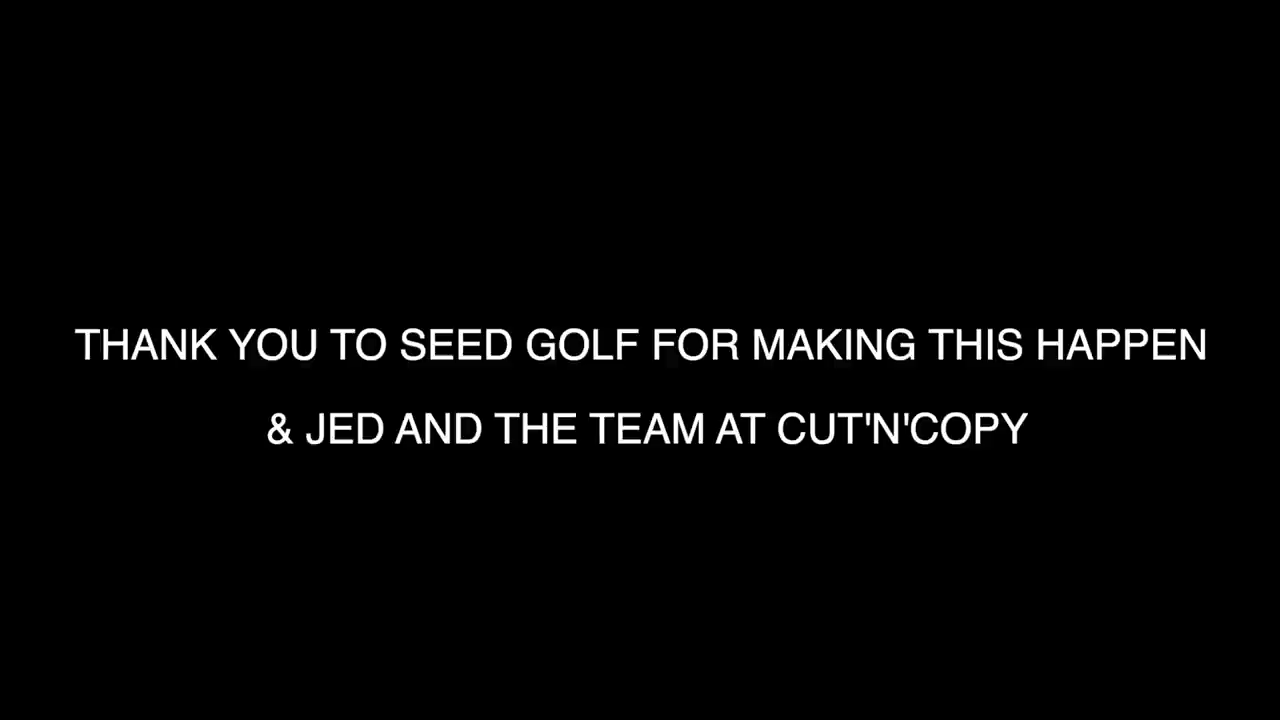 THANK YOU TO SEED GOLF FOR MAKING THIS HAPPEN
& JED AND THE TEAM AT CUT'N'COPY